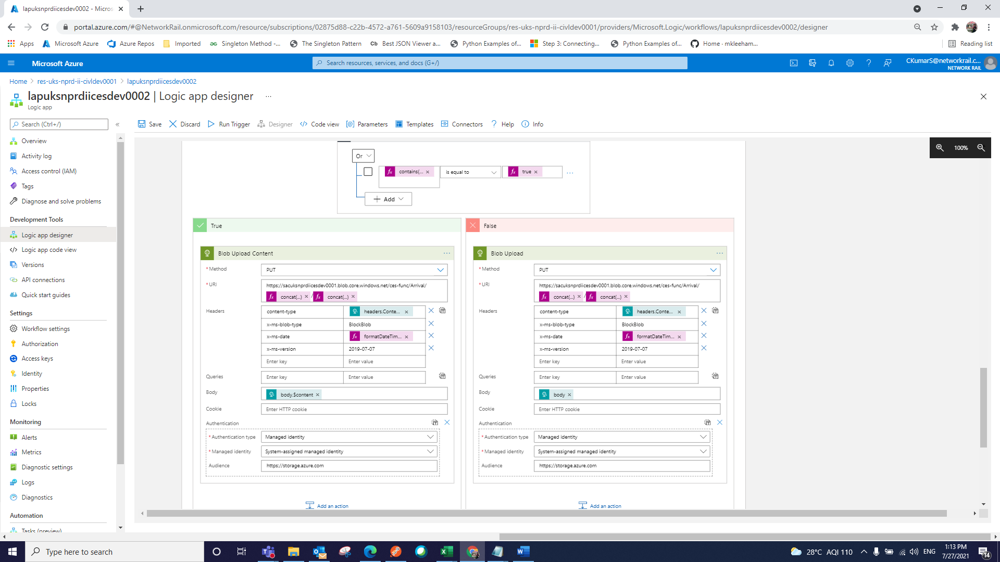 lapuksnprdiicesdev0002 - Micros
portal.azure.com/#@NetworkRail.onmicrosoft.com/resource/subscriptions/02875d88-c22b-4572-a761-5609a9158103/resourceGroups/res-uks-nprd-ii-civldev0001/providers/Microsoft.Logic/workflows/lapuksnprdiicesdev0002/designer
Apps Microsoft Azure Azure Repos Imported Singleton Method -... The Singleton Pattern Cb Best JSON Viewer a... Python Examples of... Step 3: Connecting... Python Examples of... Home · mkleeham... Reading list
Microsoft Azure Search resources, services, and docs (G+/) CKumarS@networkrail.c...
NETWORK RAIL
Home > res-uks-nprd-ii-civldev0001 > lapuksnprdiicesdev0002
lapuksnprdiicesdev0002 | Logic app designer ...
Logic app
Search (Ctrl+/) «
Save Discard Run Trigger Designer Code view Parameters Templates Connectors Help Info
Overview
Activity log
Access control (IAM)
Tags
Diagnose and solve problems
Development Tools
Logic app designer
Logic app code view
Versions
API connections
Quick start guides
Settings
Workflow settings
Authorization
Access keys
Identity
Properties
Locks
Monitoring
Alerts
Metrics
Diagnostic settings
Logs
Diagnostics
Automation
Tasks (preview)
100%
Or
fx contains(... × is equal to fx true × ...
+ Add
True
Blob Upload Content ...
*Method PUT
*URI https://sacuksnprdiicesdev0001.blob.core.windows.net/ces-func/Arrival/
fx concat(...) × / fx concat(...) ×
Headers content-type headers.Conte... ×
x-ms-blob-type BlockBlob
x-ms-date fx formatDateTim... ×
x-ms-version 2019-07-07
Enter key Enter value
Queries Enter key Enter value
Body body.$content ×
Cookie Enter HTTP cookie
Authentication
*Authentication type Managed identity
*Managed identity System-assigned managed identity
Audience https://storage.azure.com
Add an action
False
Blob Upload ...
*Method PUT
*URI https://sacuksnprdiicesdev0001.blob.core.windows.net/ces-func/Arrival/
fx concat(...) × / fx concat(...) ×
Headers content-type headers.Conte... ×
x-ms-blob-type BlockBlob
x-ms-date fx formatDateTim... ×
x-ms-version 2019-07-07
Enter key Enter value
Queries Enter key Enter value
Body body ×
Cookie Enter HTTP cookie
Authentication
*Authentication type Managed identity
*Managed identity System-assigned managed identity
Audience https://storage.azure.com
Add an action
Type here to search
28°C AQI 110 ENG
1:13 PM
7/27/2021
14